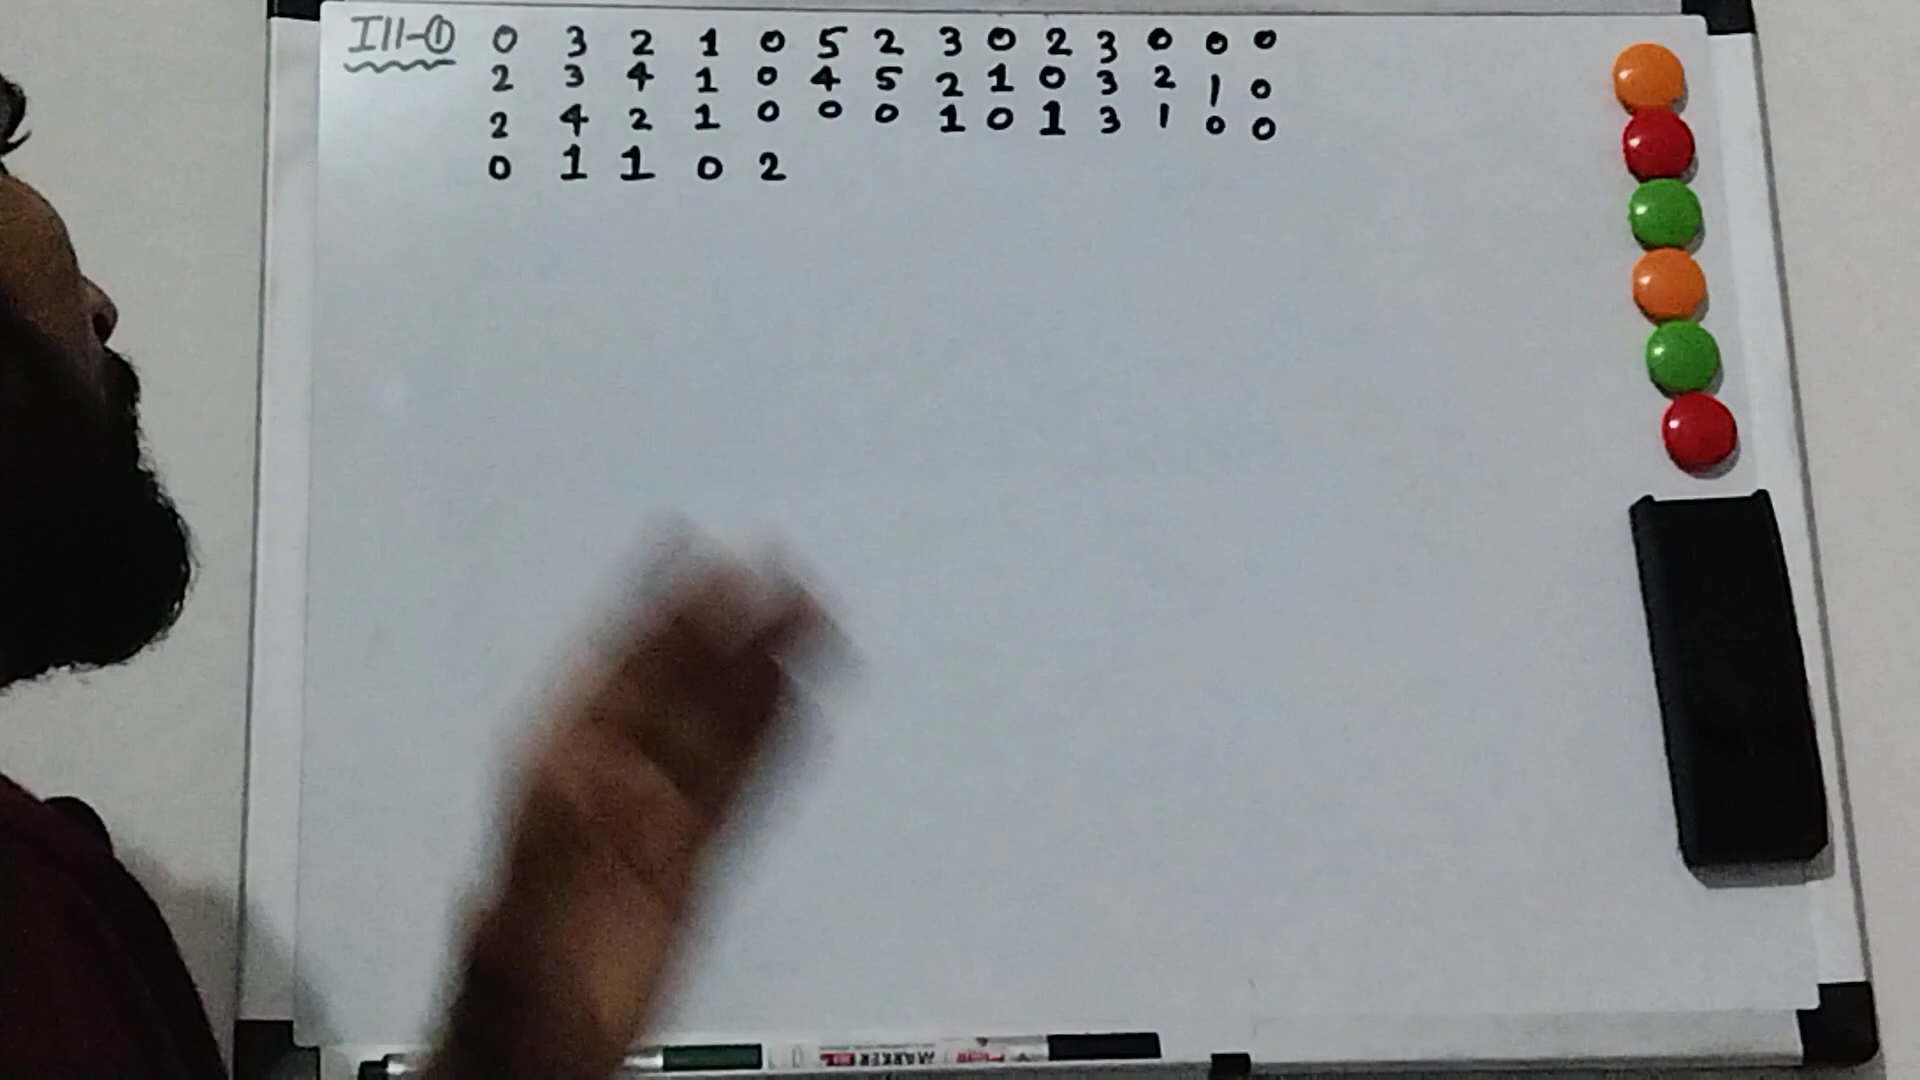 Ill-① 0 3 2 1 0 5 2 3 0 2 3 0 0 0
2 3 4 1 0 4 5 2 1 0 3 2 1 0
2 4 2 1 0 0 0 1 0 1 3 1 0 0
0 1 1 0 2
MARKER